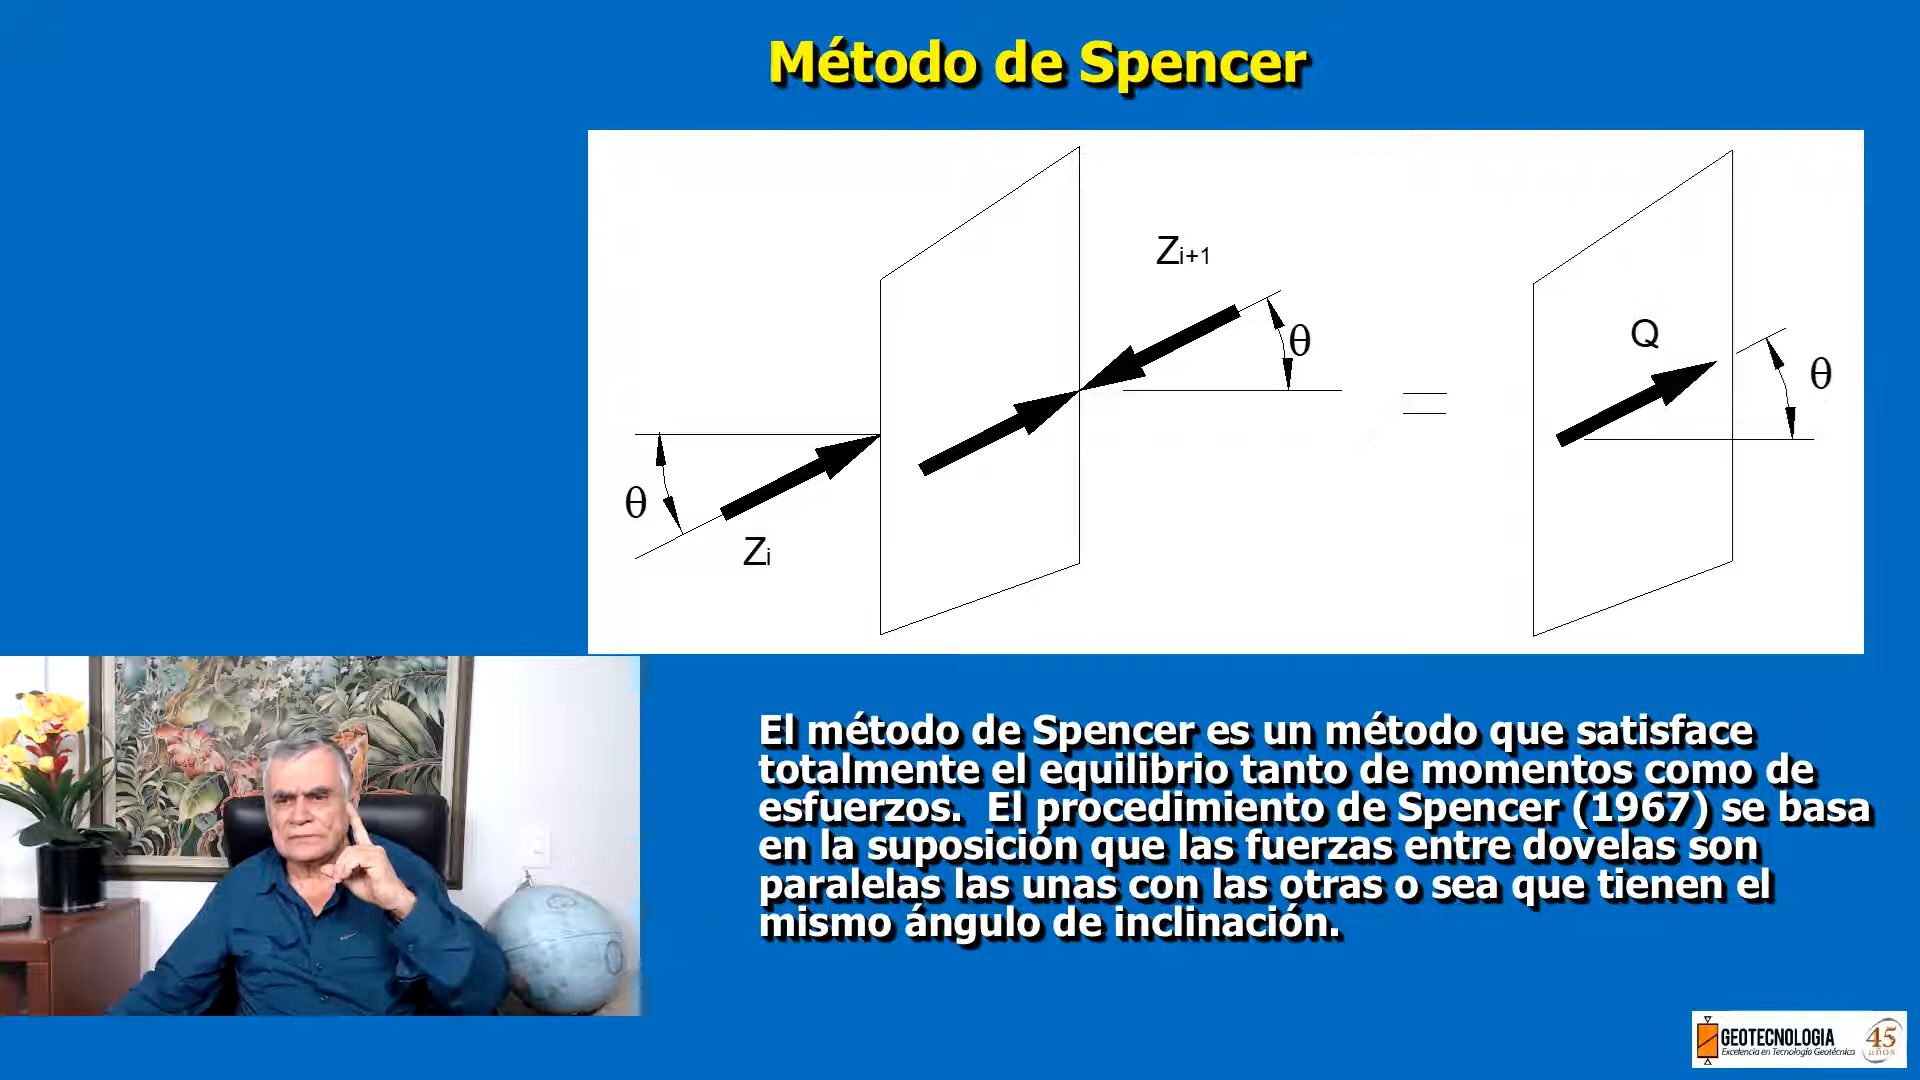 Método de Spencer
Zi+1
θ
Q
θ
θ
Zi
El método de Spencer es un método que satisface
totalmente el equilibrio tanto de momentos como de
esfuerzos.  El procedimiento de Spencer (1967) se basa
en la suposición que las fuerzas entre dovelas son
paralelas las unas con las otras o sea que tienen el
mismo ángulo de inclinación.
GEOTECNOLOGIA
Excelencia en Tecnología Geotécnica
45
años